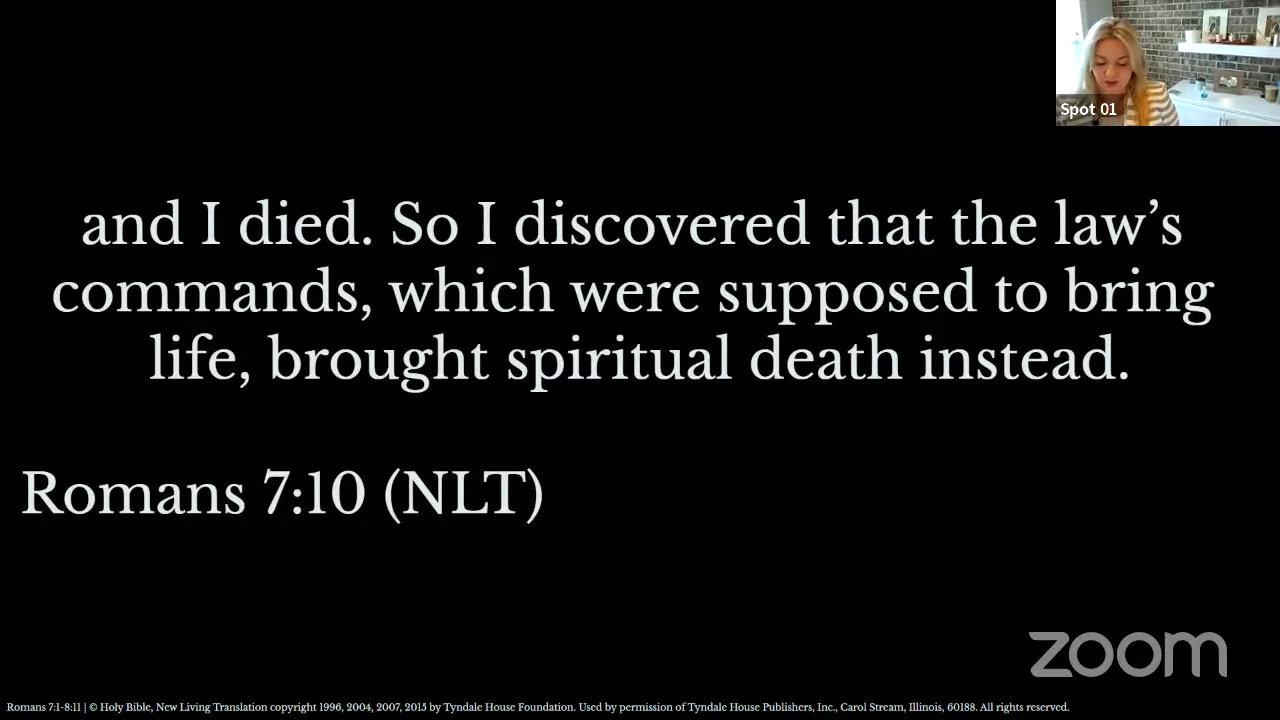 Spot 01
and I died. So I discovered that the law’s
commands, which were supposed to bring
life, brought spiritual death instead.
Romans 7:10 (NLT)
zoom
Romans 7:1-8:11 | © Holy Bible, New Living Translation copyright 1996, 2004, 2007, 2015 by Tyndale House Foundation. Used by permission of Tyndale House Publishers, Inc., Carol Stream, Illinois, 60188. All rights reserved.